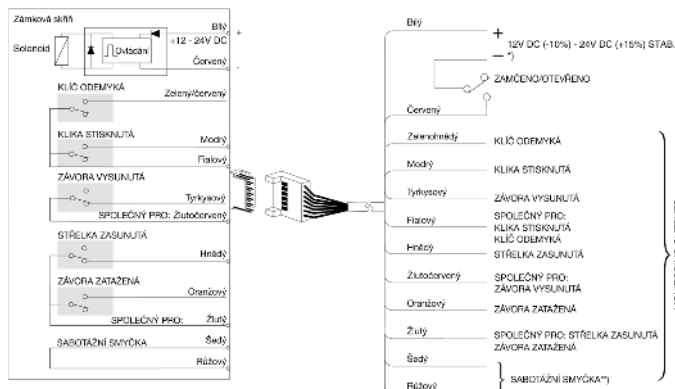 Zámková skříň
Bílý
+
+12 - 24V DC
Solenoid
Ovládání
Červený
-
KLÍČ ODEMYKÁ
Zelený/červený
KLIKA STISKNUTÁ
Modrý
Fialový
ZÁVORA VYSUNUTÁ
Tyrkysový
SPOLEČNÝ PRO: Žlutočervený
STŘELKA ZASUNUTÁ
Hnědý
ZÁVORA ZATAŽENÁ
Oranžový
SPOLEČNÝ PRO: Žlutý
SABOTÁŽNÍ SMYČKA
Šedý
Růžový
Bílý
+
12V DC (-10%) - 24V DC (+15%) STAB.
— *)
ZAMČENO/OTEVŘENO
Červený
Zelenohnědý
KLÍČ ODEMYKÁ
Modrý
KLIKA STISKNUTÁ
Tyrkysový
ZÁVORA VYSUNUTÁ
Fialový
SPOLEČNÝ PRO:
KLIKA STISKNUTÁ
KLÍČ ODEMYKÁ
Hnědý
STŘELKA ZASUNUTÁ
Žlutočervený
SPOLEČNÝ PRO:
ZÁVORA VYSUNUTÁ
Oranžový
ZÁVORA ZATAŽENÁ
Žlutý
SPOLEČNÝ PRO: STŘELKA ZASUNUTÁ
ZÁVORA ZATAŽENÁ
Šedý
SABOTÁŽNÍ SMYČKA**)
Růžový